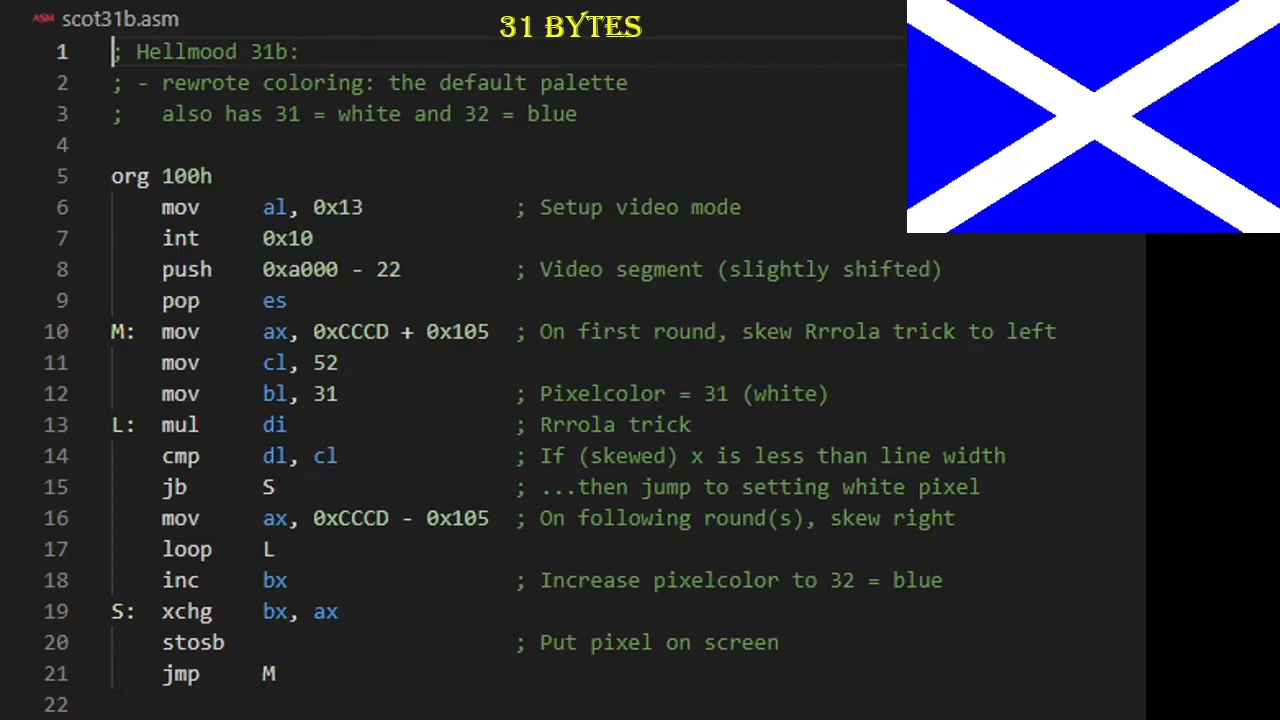 ASM scot31b.asm
31 BYTES
1 ; Hellmood 31b:
2 ; - rewrote coloring: the default palette
3 ;   also has 31 = white and 32 = blue
4
5 org 100h
6     mov     al, 0x13                ; Setup video mode
7     int     0x10
8     push    0xa000 - 22         ; Video segment (slightly shifted)
9     pop     es
10 M:  mov     ax, 0xCCCD + 0x105  ; On first round, skew Rrrola trick to left
11     mov     cl, 52
12     mov     bl, 31              ; Pixelcolor = 31 (white)
13 L:  mul     di                  ; Rrrola trick
14     cmp     dl, cl              ; If (skewed) x is less than line width
15     jb      S                   ; ...then jump to setting white pixel
16     mov     ax, 0xCCCD - 0x105  ; On following round(s), skew right
17     loop    L
18     inc     bx                  ; Increase pixelcolor to 32 = blue
19 S:  xchg    bx, ax
20     stosb                       ; Put pixel on screen
21     jmp     M
22